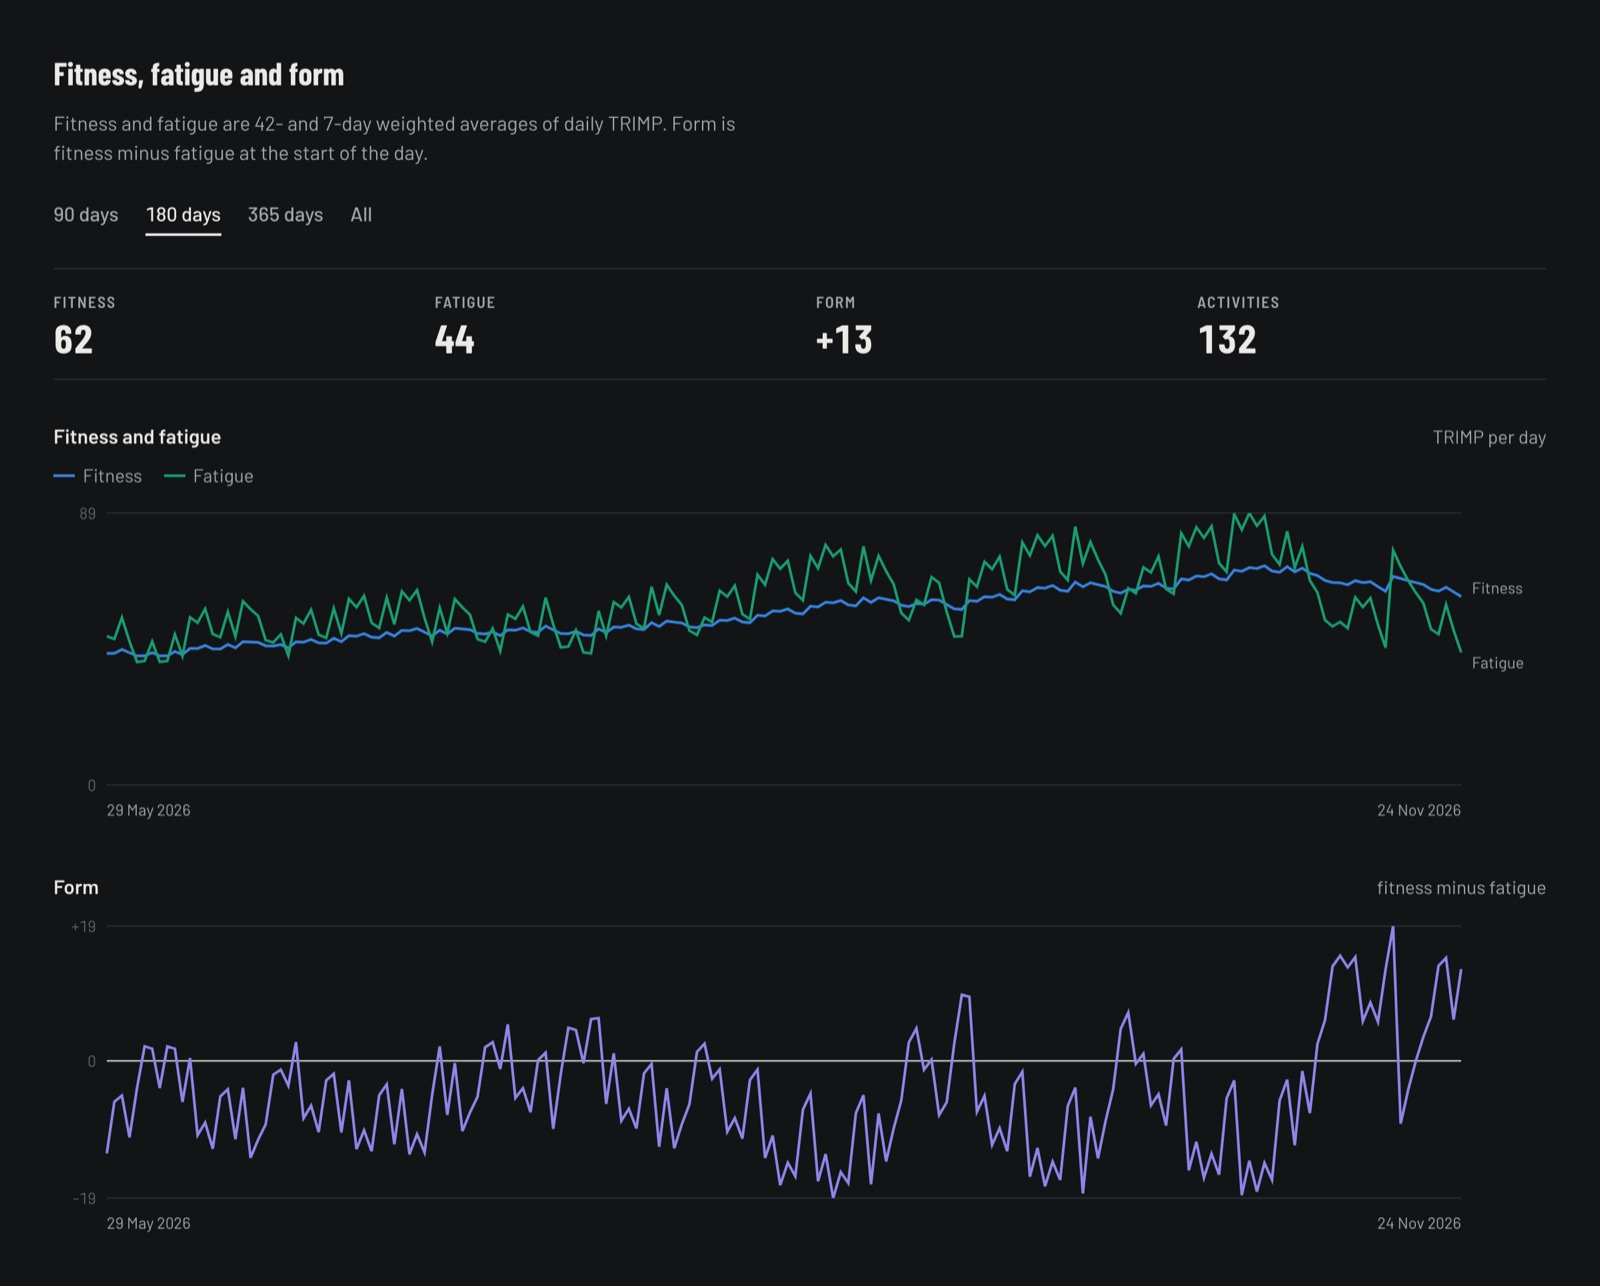 Fitness, fatigue and form
Fitness and fatigue are 42- and 7-day weighted averages of daily TRIMP. Form is
fitness minus fatigue at the start of the day.
90 days 180 days 365 days All
FITNESS FATIGUE FORM ACTIVITIES
62 44 +13 132
Fitness and fatigue TRIMP per day
Fitness Fatigue
89
Fitness
Fatigue
0
29 May 2026 24 Nov 2026
Form fitness minus fatigue
+19
0
-19
29 May 2026 24 Nov 2026